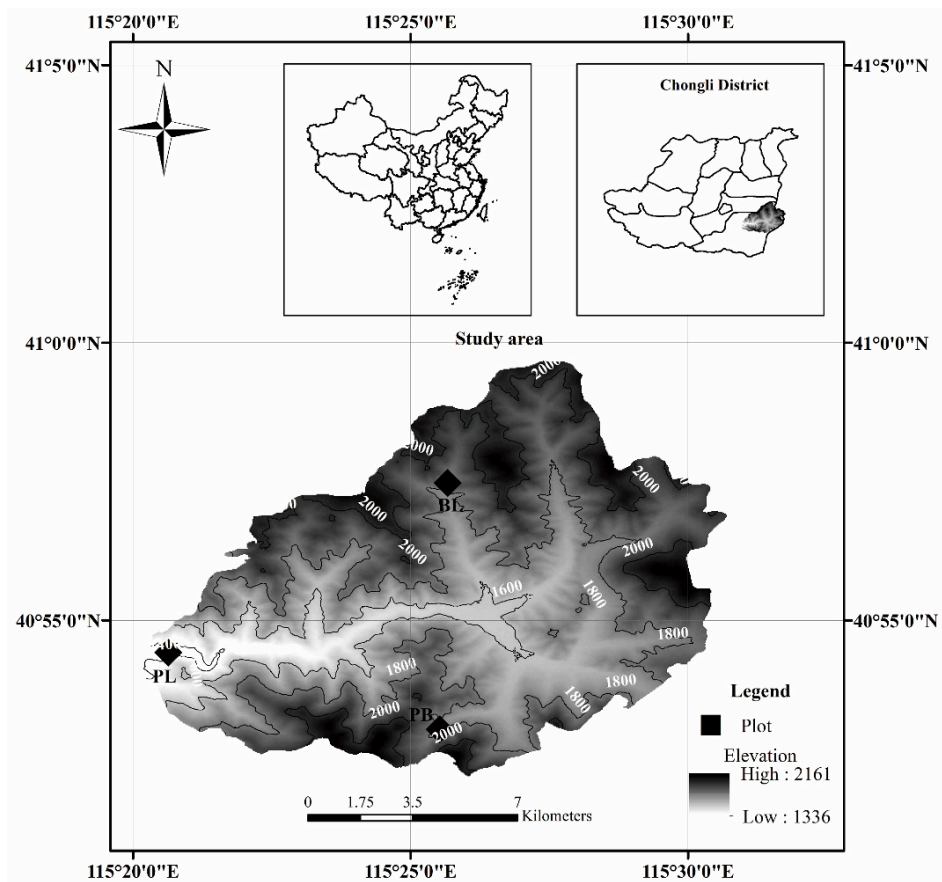 115°20'0"E 115°25'0"E 115°30'0"E
41°5'0"N 41°5'0"N
N
Chongli District
Study area
41°0'0"N 41°0'0"N
2000
2000
2000
2000
BL
2000
2000
1600
1800
40°55'0"N 40°55'0"N
1800
PL
1800
1800
Legend
PB
2000
1800
Plot
2000
Elevation
High : 2161
Low : 1336
0 1.75 3.5 7
Kilometers
115°20'0"E 115°25'0"E 115°30'0"E